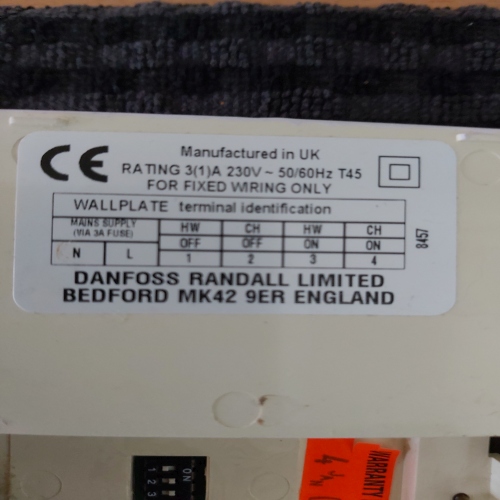 CE
Manufactured in UK
RATING 3(1)A 230V ~ 50/60Hz T45
FOR FIXED WIRING ONLY
WALLPLATE terminal identification
MAINS SUPPLY
(VIA 3A FUSE)
HW CH HW CH
OFF OFF ON ON
N L 1 2 3 4
8457
DANFOSS RANDALL LIMITED
BEDFORD MK42 9ER ENGLAND
ON
1 2 3
WARRANTY